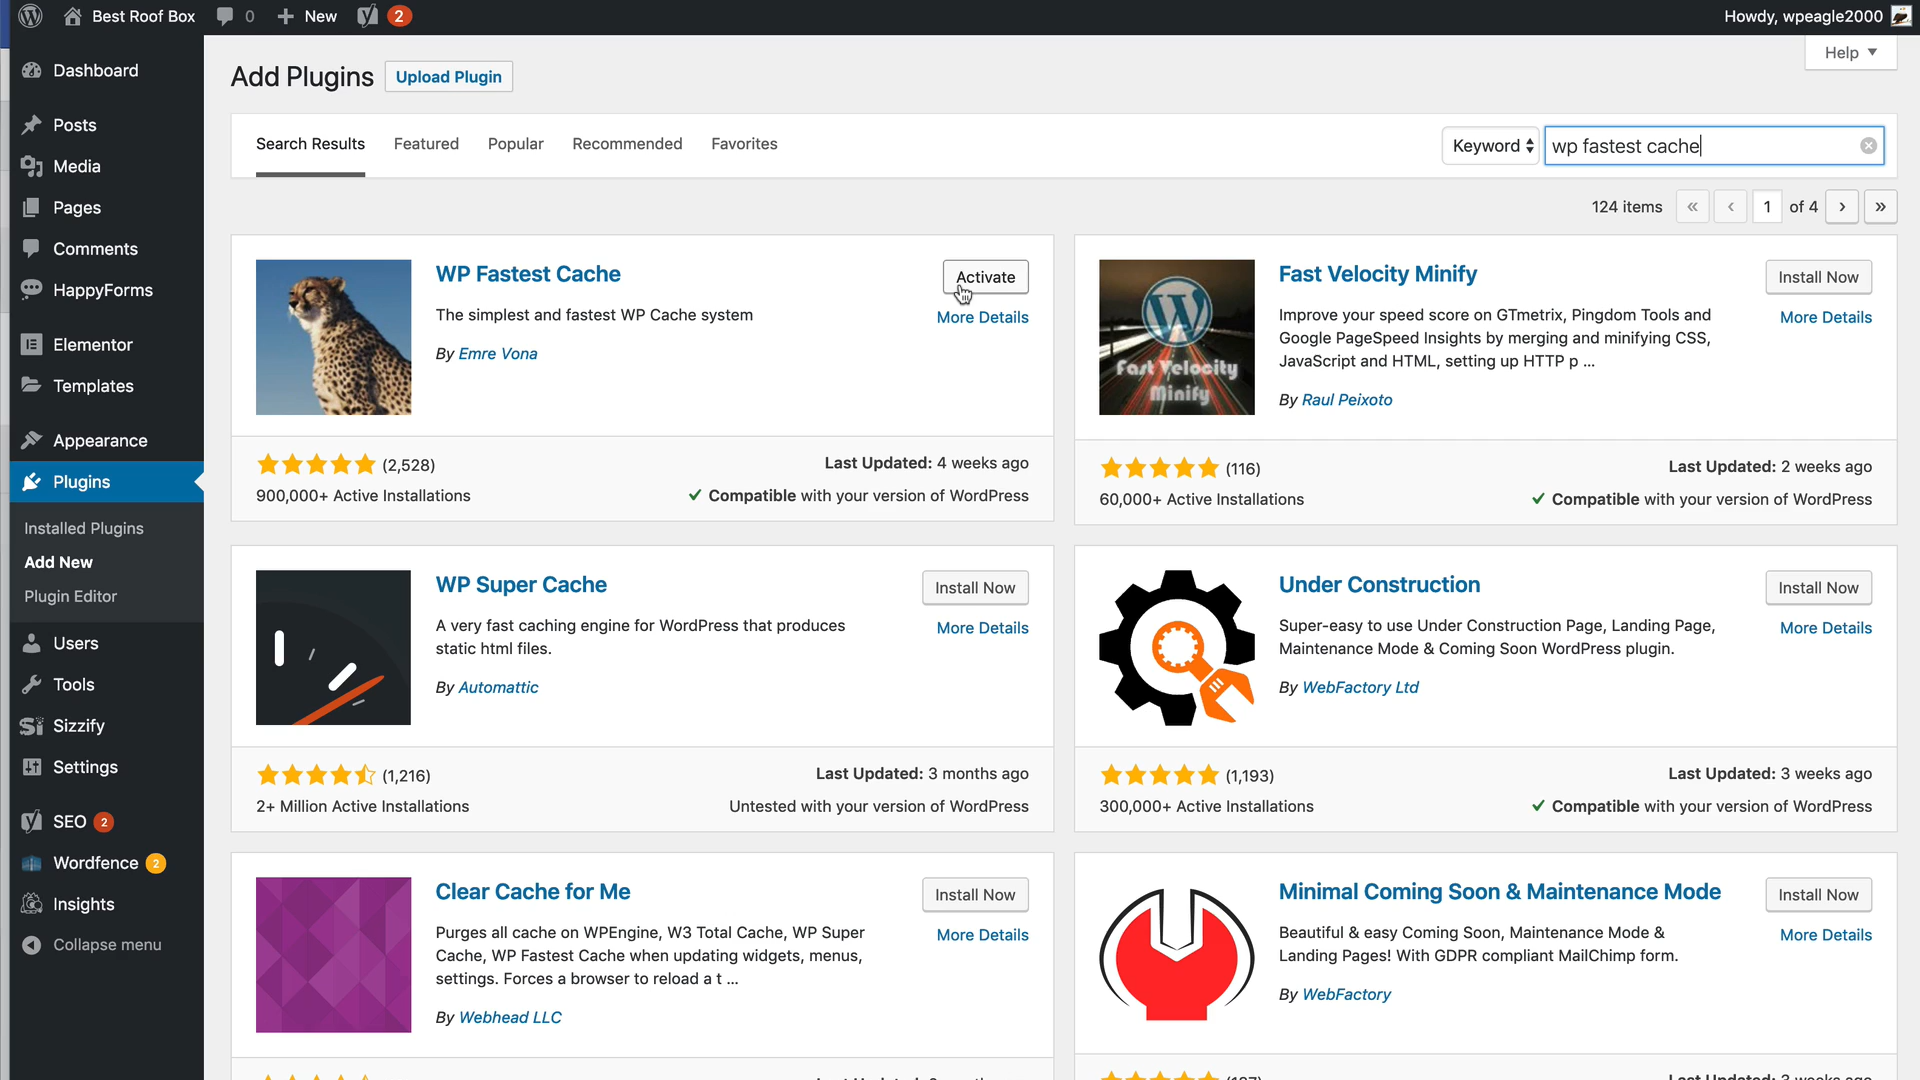 Best Roof Box 0 New 2 Howdy, wpeagle2000
Help
Dashboard
Posts
Media
Pages
Comments
HappyForms
Elementor
Templates
Appearance
Plugins
Installed Plugins
Add New
Plugin Editor
Users
Tools
Sizzify
Settings
SEO 2
Wordfence 2
Insights
Collapse menu
Add Plugins Upload Plugin
Search Results Featured Popular Recommended Favorites Keyword wp fastest cache
124 items « ‹ 1 of 4 › »
WP Fastest Cache
Activate
The simplest and fastest WP Cache system
More Details
By Emre Vona
(2,528)
Last Updated: 4 weeks ago
900,000+ Active Installations
Compatible with your version of WordPress
Fast Velocity Minify
Fast Velocity Minify
Install Now
Improve your speed score on GTmetrix, Pingdom Tools and
More Details
Google PageSpeed Insights by merging and minifying CSS,
JavaScript and HTML, setting up HTTP p ...
By Raul Peixoto
(116)
Last Updated: 2 weeks ago
60,000+ Active Installations
Compatible with your version of WordPress
WP Super Cache
Install Now
A very fast caching engine for WordPress that produces
More Details
static html files.
By Automattic
(1,216)
Last Updated: 3 months ago
2+ Million Active Installations
Untested with your version of WordPress
Under Construction
Install Now
Super-easy to use Under Construction Page, Landing Page,
More Details
Maintenance Mode & Coming Soon WordPress plugin.
By WebFactory Ltd
(1,193)
Last Updated: 3 weeks ago
300,000+ Active Installations
Compatible with your version of WordPress
Clear Cache for Me
Install Now
Purges all cache on WPEngine, W3 Total Cache, WP Super
More Details
Cache, WP Fastest Cache when updating widgets, menus,
settings. Forces a browser to reload a t ...
By Webhead LLC
Minimal Coming Soon & Maintenance Mode
Install Now
Beautiful & easy Coming Soon, Maintenance Mode &
More Details
Landing Pages! With GDPR compliant MailChimp form.
By WebFactory